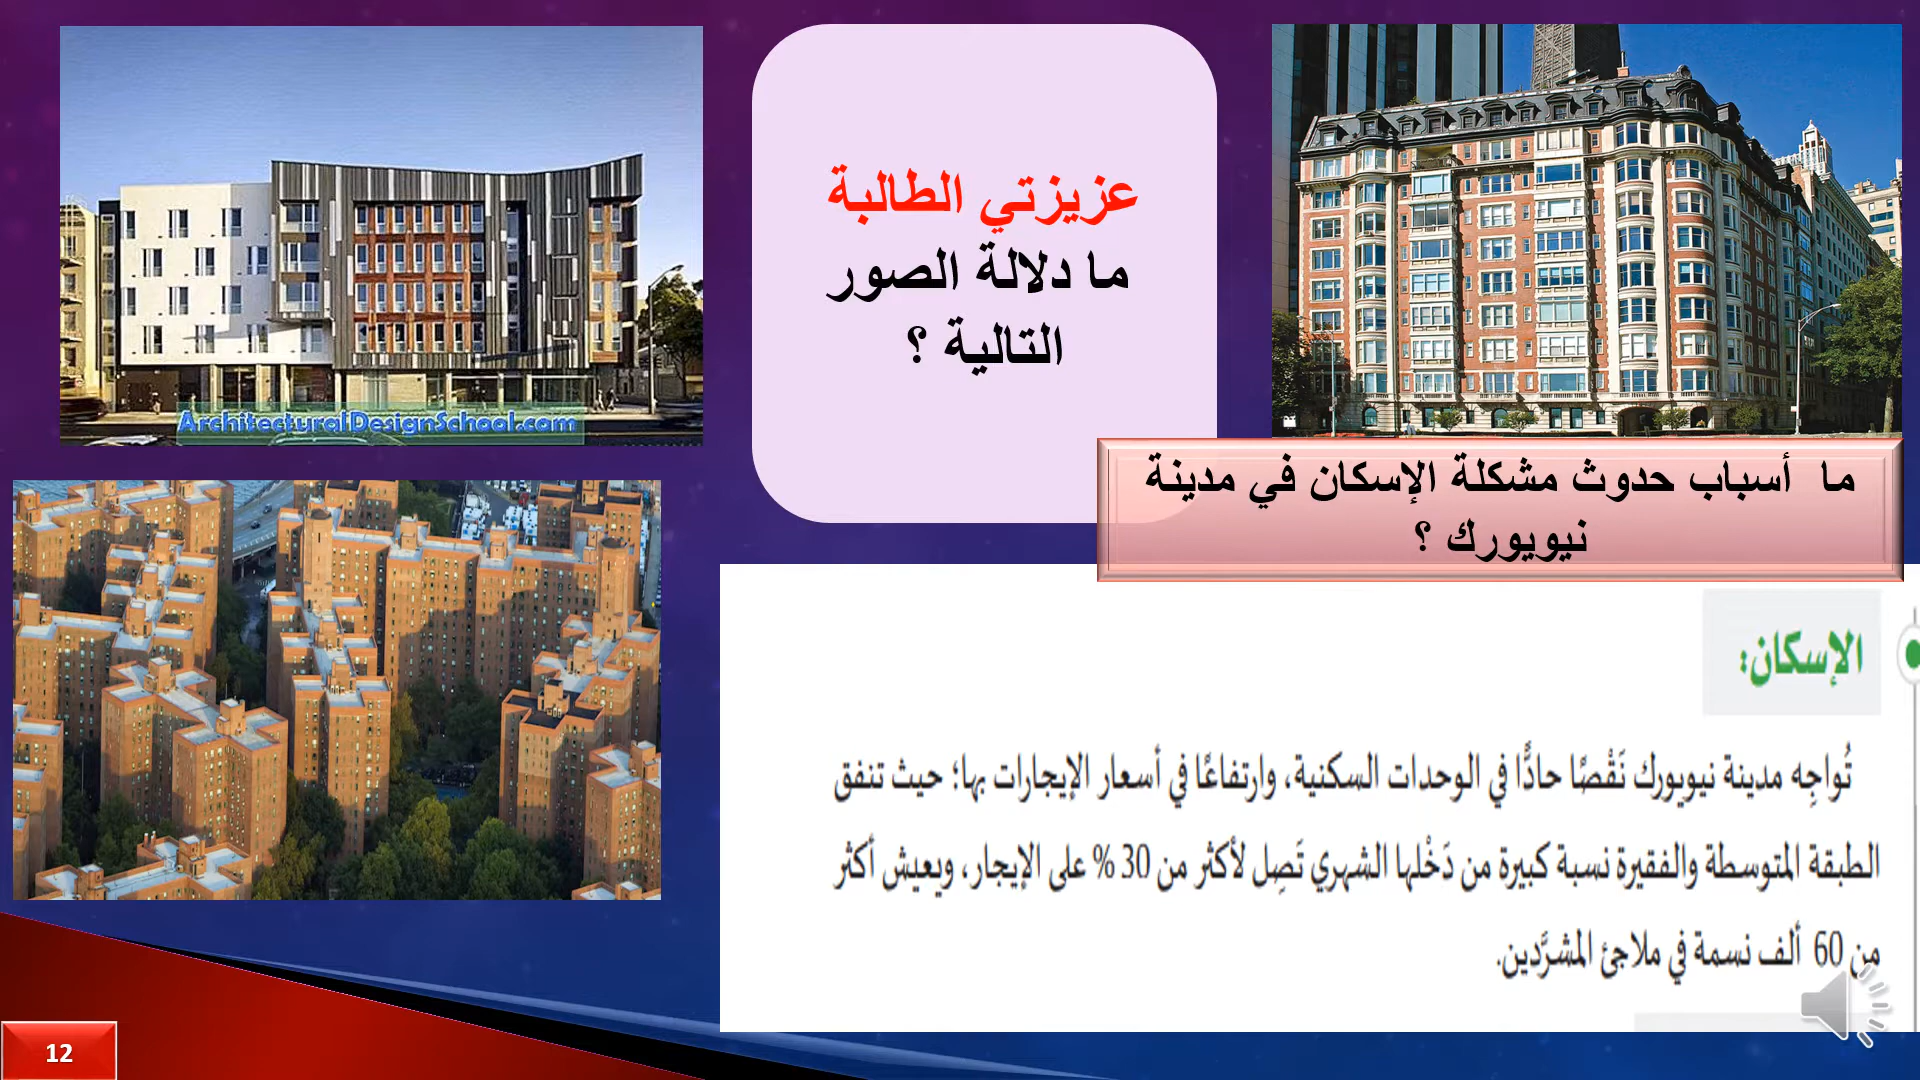 عزيزتي الطالبة
ما دلالة الصور
التالية ؟
ما أسباب حدوث مشكلة الإسكان في مدينة
نيويورك ؟
ArchitecturalDesignSchool.com
الإسكان:
تُواجِه مدينة نيويورك نَقْصًا حادًّا في الوحدات السكنية، وارتفاعًا في أسعار الإيجارات بها؛ حيث تنفق
الطبقة المتوسطة والفقيرة نسبة كبيرة من دَخْلها الشهري تَصِل لأكثر من 30 % على الإيجار، ويعيش أكثر
من 60 ألف نسمة في ملاجئ المشرَّدين.
12